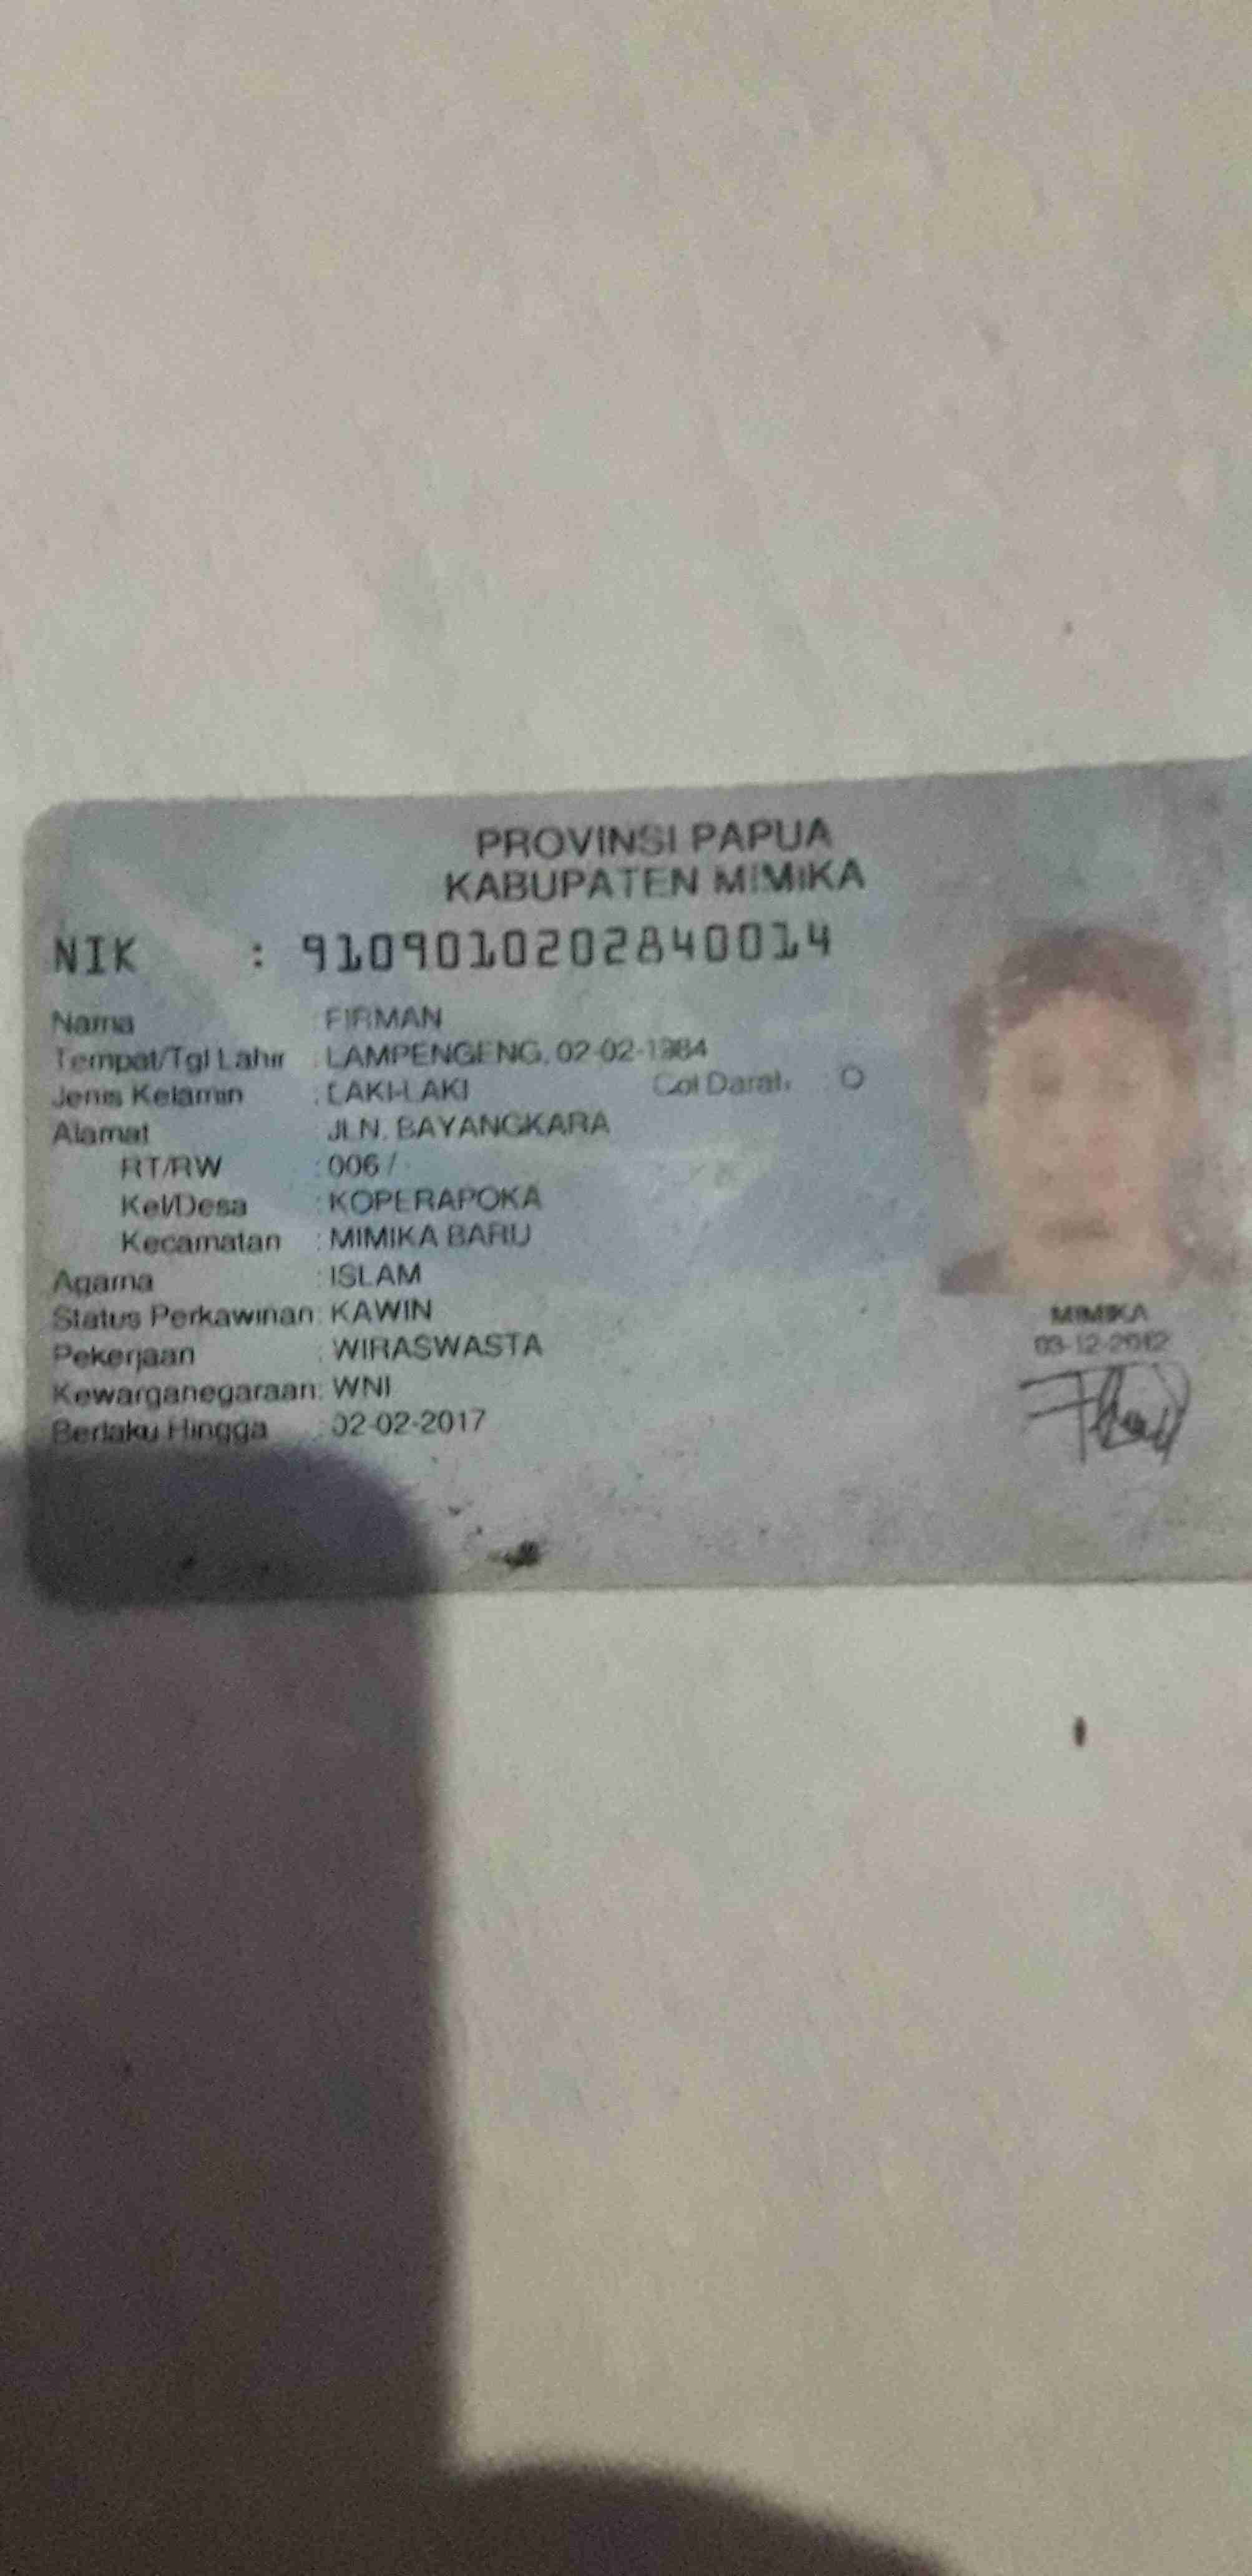 PROVINSI PAPUA
KABUPATEN MIMIKA
NIK : 9109010202840014
Nama : FIRMAN
Tempat/Tgl Lahir : LAMPENGENG, 02-02-1984
Jenis Kelamin : LAKI-LAKI Gol Darah : O
Alamat : JLN. BAYANGKARA
RT/RW : 006 / -
Kel/Desa : KOPERAPOKA
Kecamatan : MIMIKA BARU
Agama : ISLAM
Status Perkawinan: KAWIN
Pekerjaan : WIRASWASTA
Kewarganegaraan: WNI
Berlaku Hingga : 02-02-2017
MIMIKA
03-12-2012